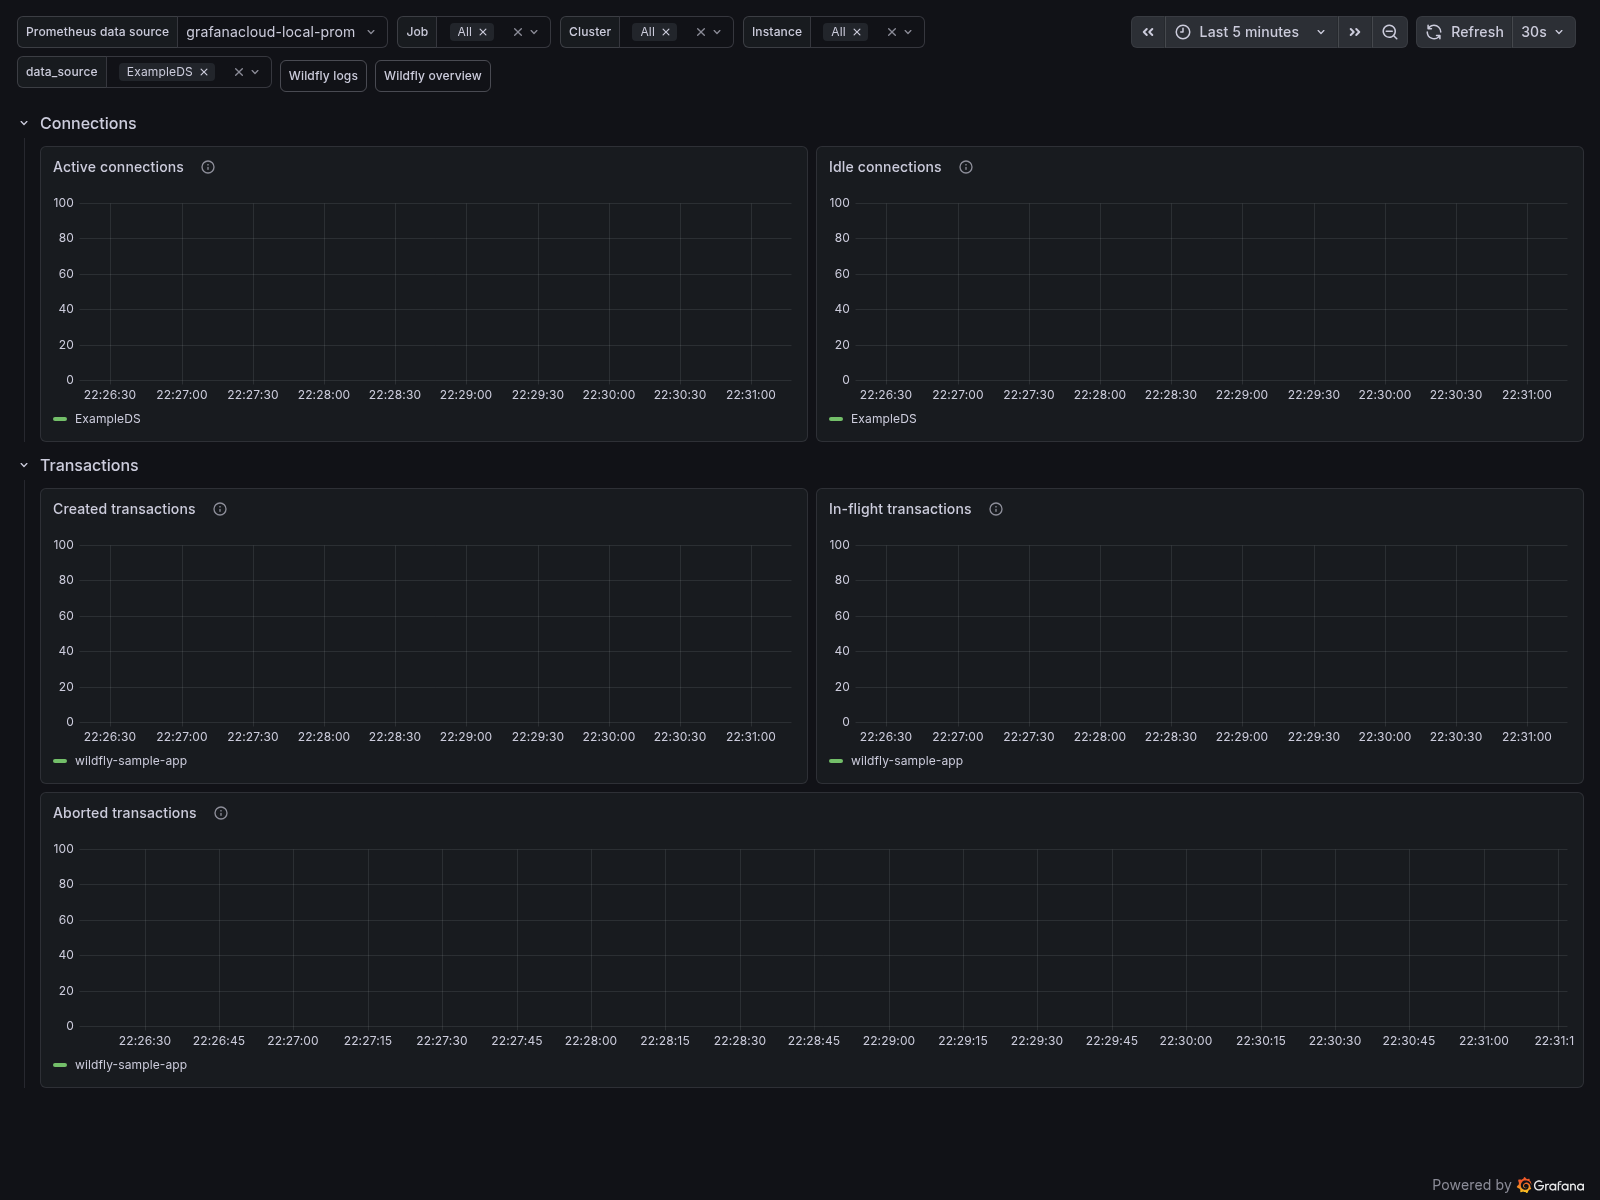 Prometheus data source grafanacloud-local-prom Job All Cluster All Instance All Last 5 minutes Refresh 30s
data_source ExampleDS Wildfly logs Wildfly overview
Connections
Active connections
100
80
60
40
20
0
22:26:30 22:27:00 22:27:30 22:28:00 22:28:30 22:29:00 22:29:30 22:30:00 22:30:30 22:31:00
ExampleDS
Idle connections
100
80
60
40
20
0
22:26:30 22:27:00 22:27:30 22:28:00 22:28:30 22:29:00 22:29:30 22:30:00 22:30:30 22:31:00
ExampleDS
Transactions
Created transactions
100
80
60
40
20
0
22:26:30 22:27:00 22:27:30 22:28:00 22:28:30 22:29:00 22:29:30 22:30:00 22:30:30 22:31:00
wildfly-sample-app
In-flight transactions
100
80
60
40
20
0
22:26:30 22:27:00 22:27:30 22:28:00 22:28:30 22:29:00 22:29:30 22:30:00 22:30:30 22:31:00
wildfly-sample-app
Aborted transactions
100
80
60
40
20
0
22:26:30 22:26:45 22:27:00 22:27:15 22:27:30 22:27:45 22:28:00 22:28:15 22:28:30 22:28:45 22:29:00 22:29:15 22:29:30 22:29:45 22:30:00 22:30:15 22:30:30 22:30:45 22:31:00 22:31:1
wildfly-sample-app
Powered by Grafana